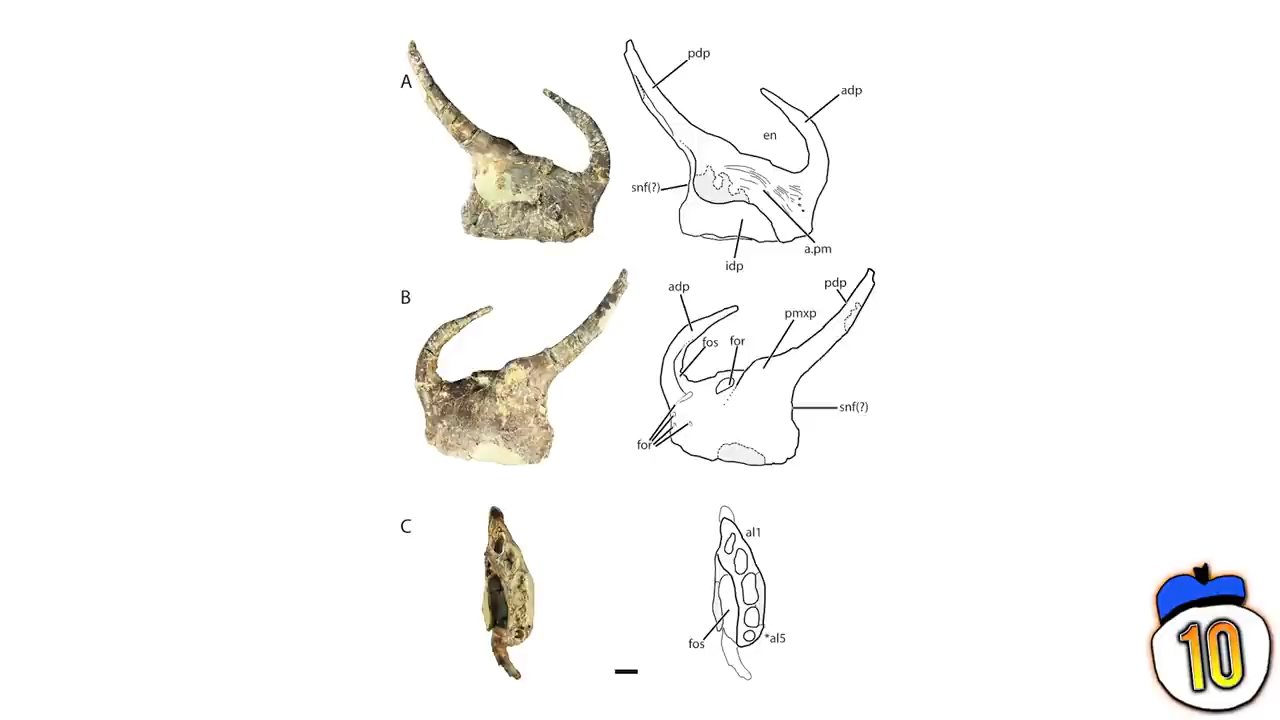 A
pdp
adp
en
snf(?)
a.pm
idp
B
adp
pdp
pmxp
fos
for
snf(?)
for
C
al1
fos
*al5
10